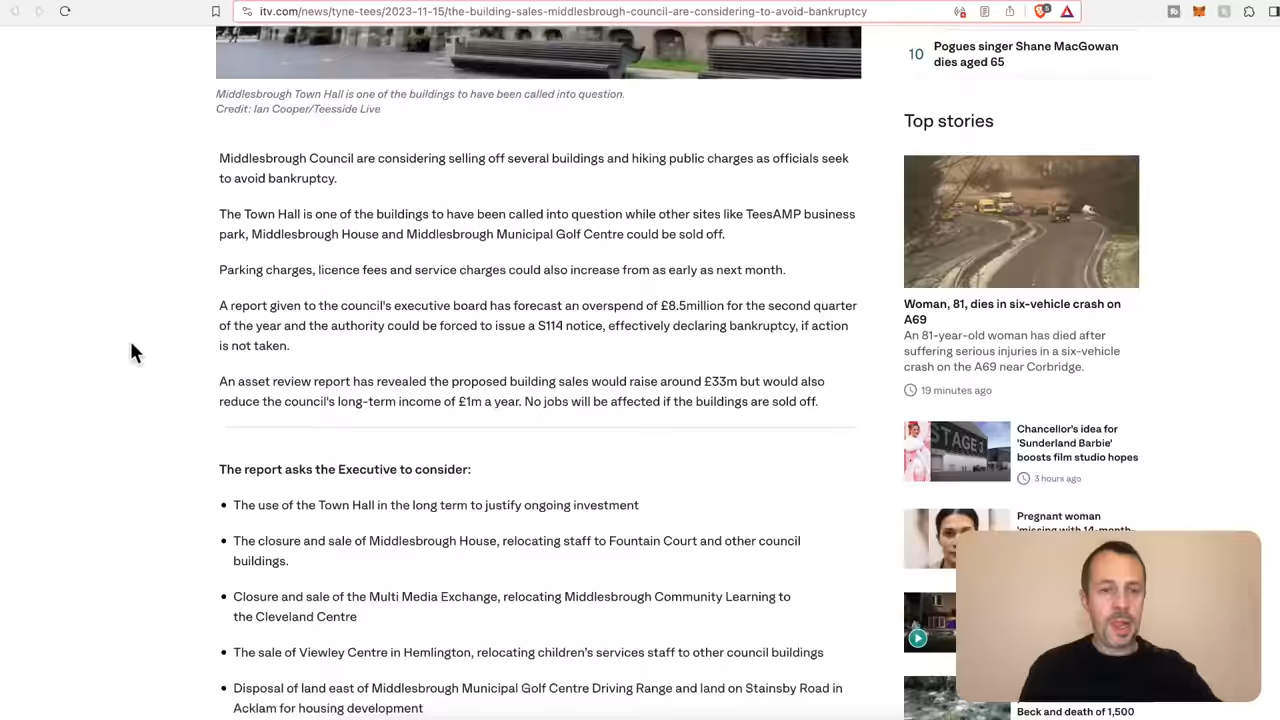 itv.com/news/tyne-tees/2023-11-15/the-building-sales-middlesbrough-council-are-considering-to-avoid-bankruptcy
Middlesbrough Town Hall is one of the buildings to have been called into question.
Credit: Ian Cooper/Teesside Live
Middlesbrough Council are considering selling off several buildings and hiking public charges as officials seek
to avoid bankruptcy.
The Town Hall is one of the buildings to have been called into question while other sites like TeesAMP business
park, Middlesbrough House and Middlesbrough Municipal Golf Centre could be sold off.
Parking charges, licence fees and service charges could also increase from as early as next month.
A report given to the council's executive board has forecast an overspend of £8.5million for the second quarter
of the year and the authority could be forced to issue a S114 notice, effectively declaring bankruptcy, if action
is not taken.
An asset review report has revealed the proposed building sales would raise around £33m but would also
reduce the council's long-term income of £1m a year. No jobs will be affected if the buildings are sold off.
The report asks the Executive to consider:
• The use of the Town Hall in the long term to justify ongoing investment
• The closure and sale of Middlesbrough House, relocating staff to Fountain Court and other council
buildings.
• Closure and sale of the Multi Media Exchange, relocating Middlesbrough Community Learning to
the Cleveland Centre
• The sale of Viewley Centre in Hemlington, relocating children's services staff to other council buildings
• Disposal of land east of Middlesbrough Municipal Golf Centre Driving Range and land on Stainsby Road in
Acklam for housing development
10
Pogues singer Shane MacGowan
dies aged 65
Top stories
Woman, 81, dies in six-vehicle crash on
A69
An 81-year-old woman has died after
suffering serious injuries in a six-vehicle
crash on the A69 near Corbridge.
19 minutes ago
STAGE 3
Chancellor's idea for
'Sunderland Barbie'
boosts film studio hopes
3 hours ago
Pregnant woman
'missing with 14-month-
Beck and death of 1,500